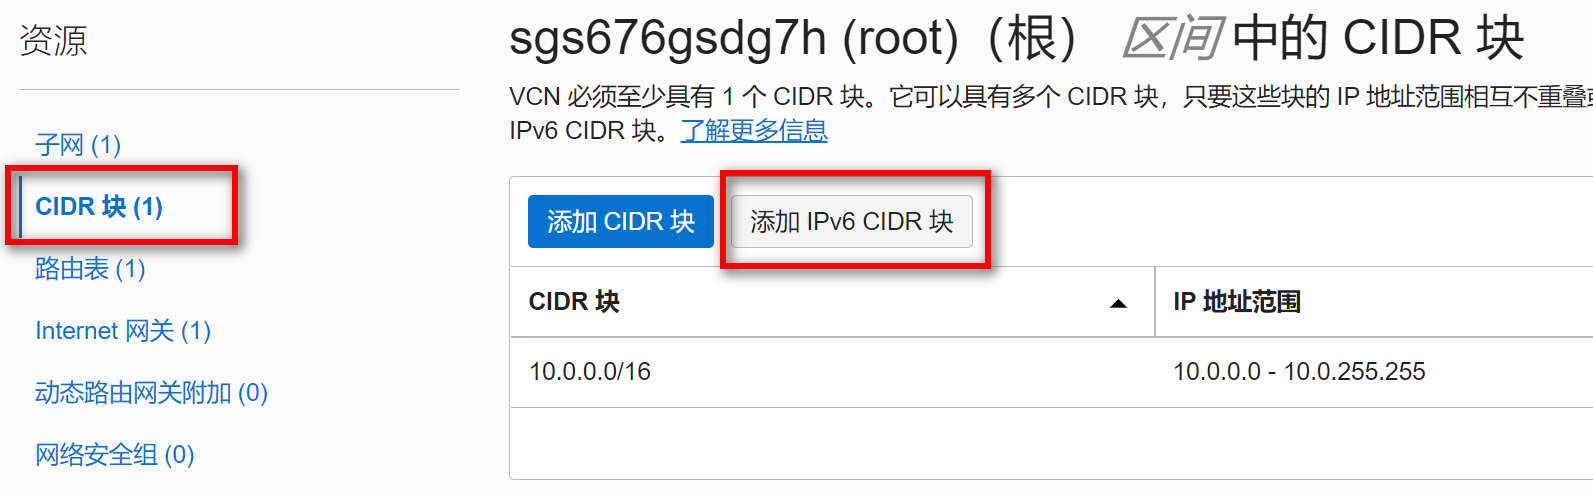 资源
子网 (1)
CIDR 块 (1)
路由表 (1)
Internet 网关 (1)
动态路由网关附加 (0)
网络安全组 (0)
sgs676gsdg7h (root)（根） 区间 中的 CIDR 块
VCN 必须至少具有 1 个 CIDR 块。它可以具有多个 CIDR 块，只要这些块的 IP 地址范围相互不重叠或
IPv6 CIDR 块。了解更多信息
添加 CIDR 块 添加 IPv6 CIDR 块
CIDR 块 IP 地址范围
10.0.0.0/16 10.0.0.0 - 10.0.255.255